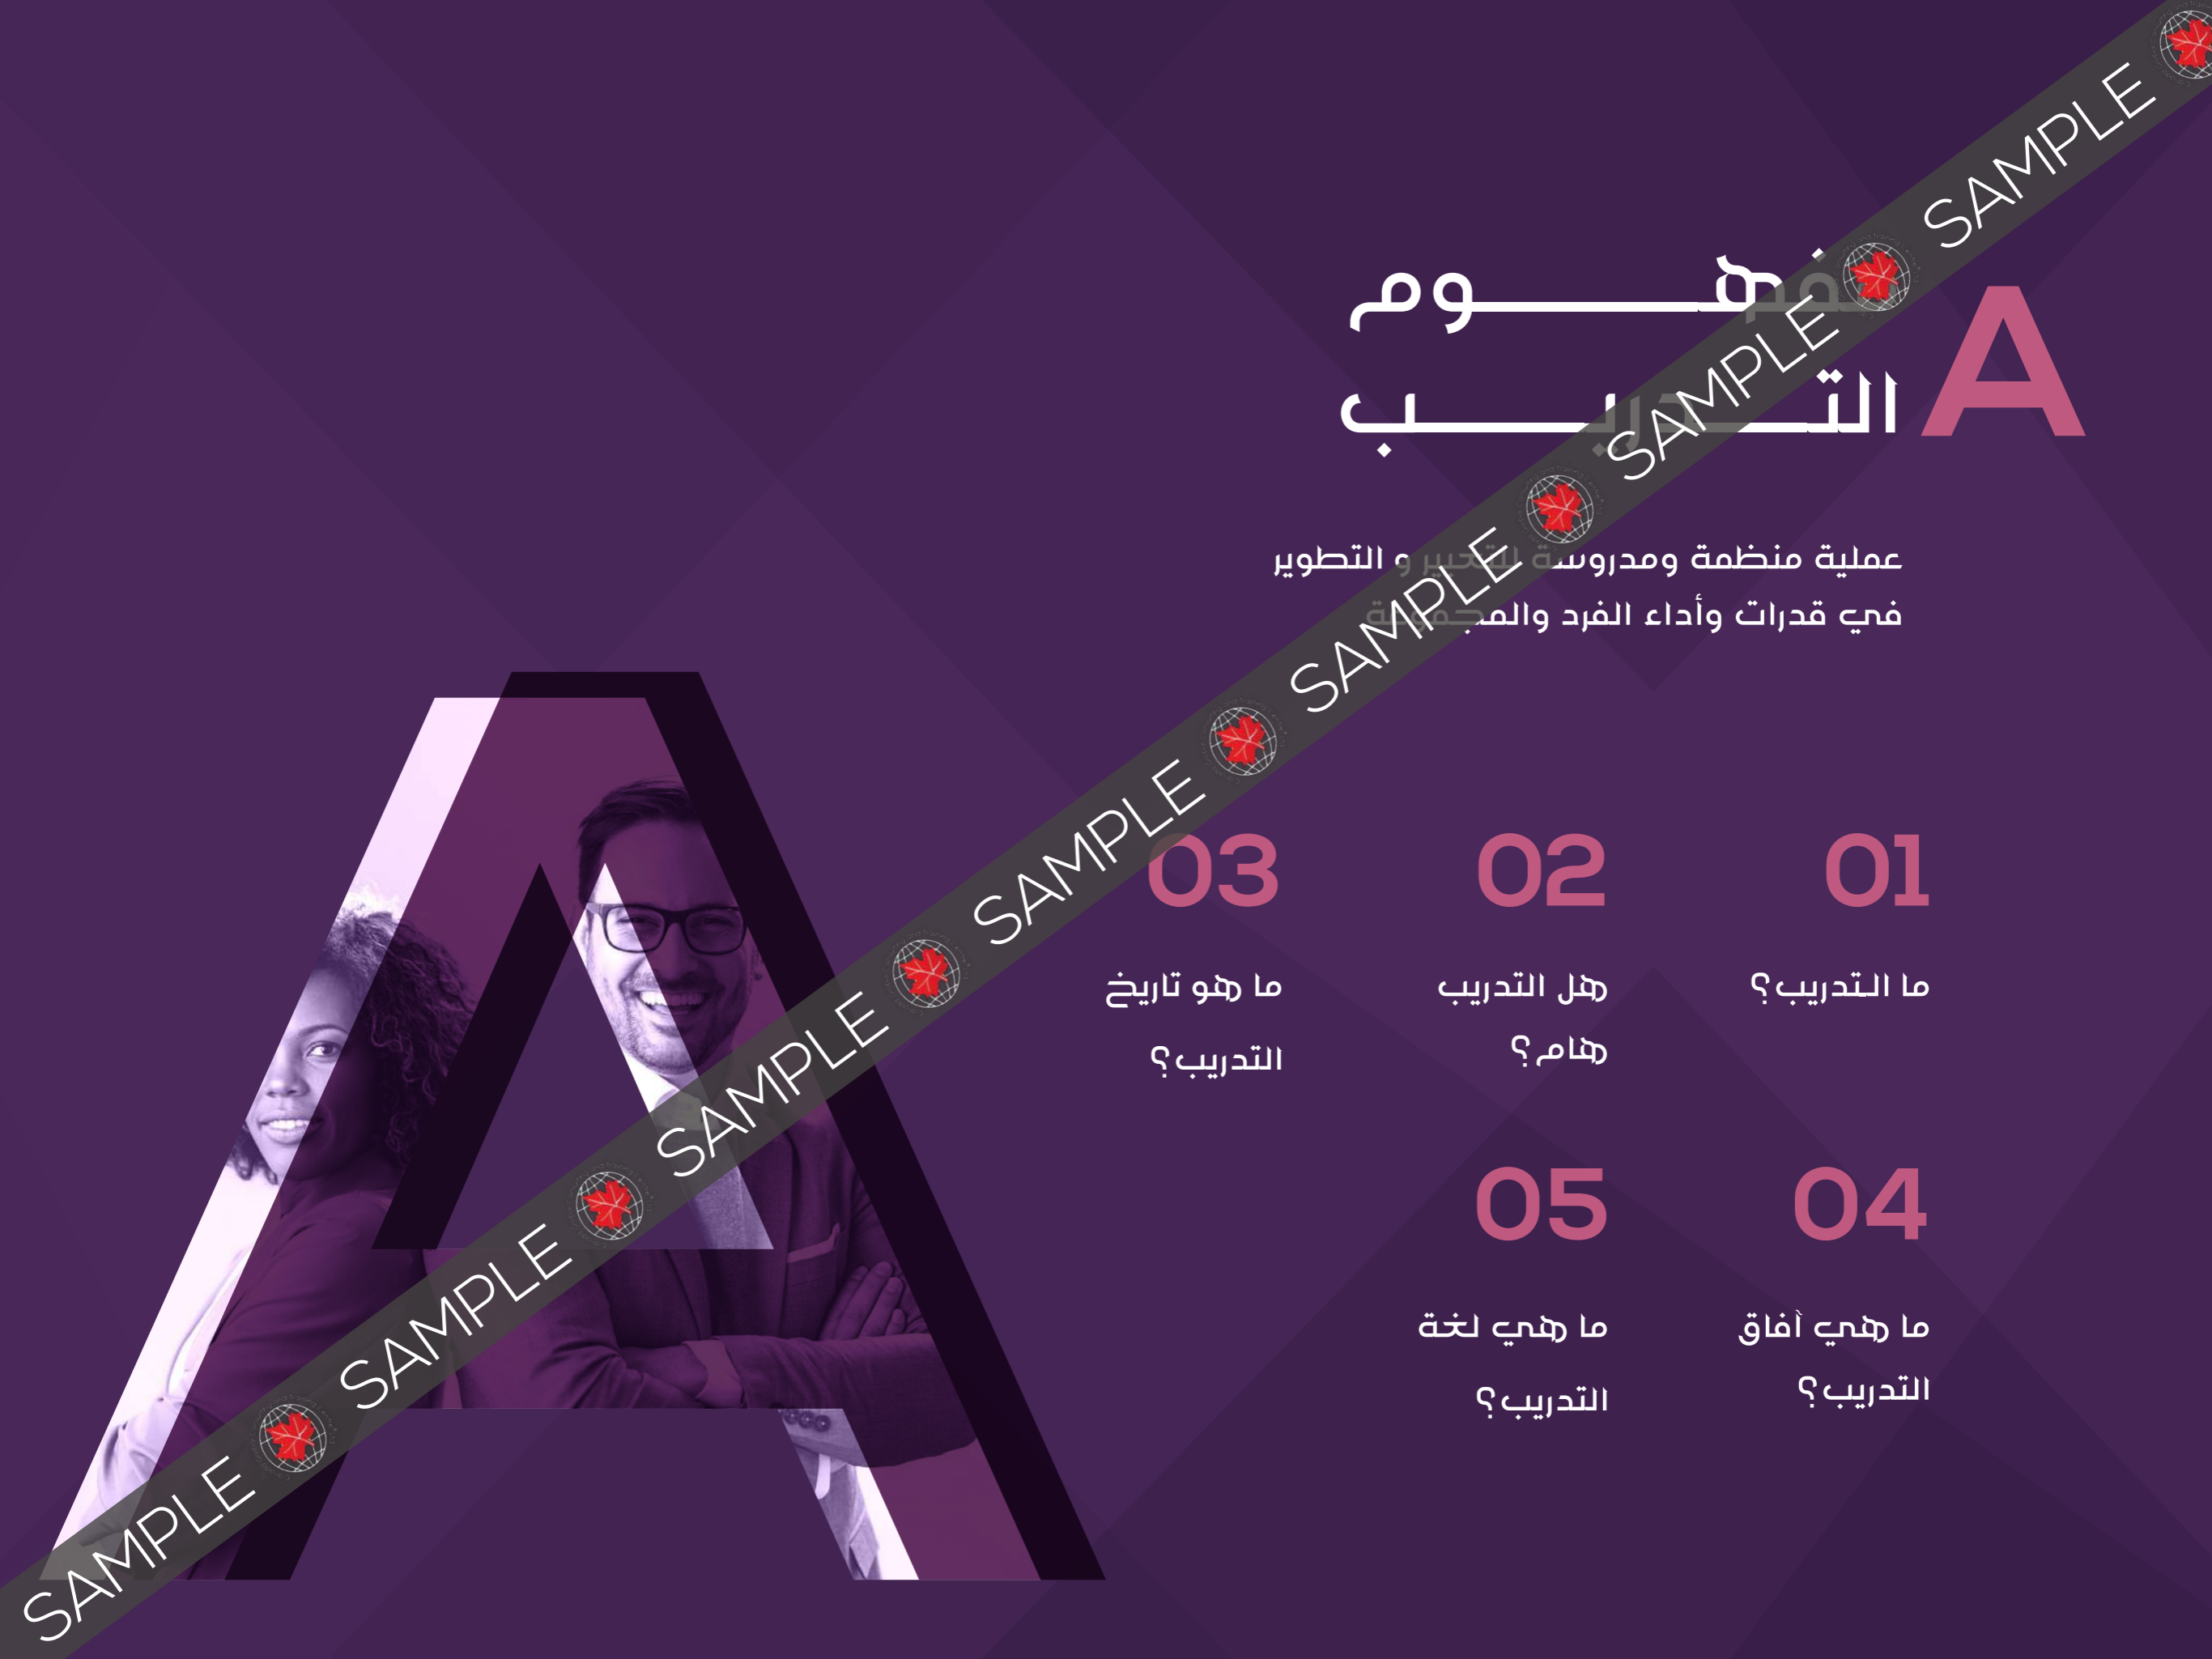 A
مفهوم
التدريب
عملية منظمة ومدروسة للتغيير و التطوير
في قدرات وأداء الفرد والمجموعة
01
ما التدريب؟
02
هل التدريب
هام؟
03
ما هو تاريخ
التدريب؟
04
ما هي آفاق
التدريب؟
05
ما هي لغة
التدريب؟
SAMPLE SAMPLE SAMPLE SAMPLE SAMPLE SAMPLE SAMPLE